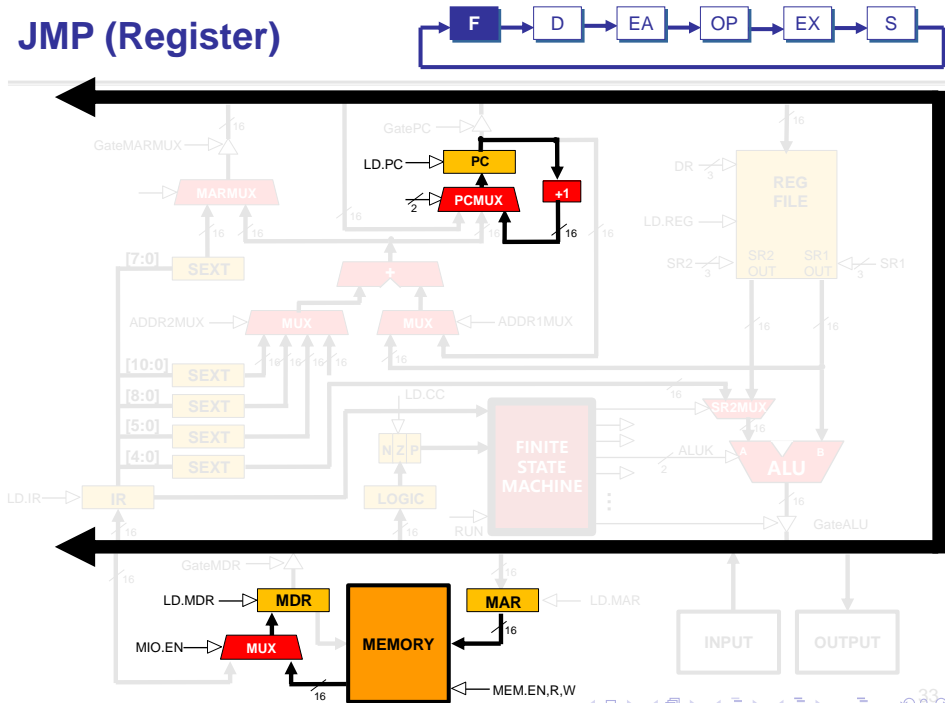 JMP (Register)
F D EA OP EX S
16
GatePC
16
GateMARMUX
LD.PC
PC
DR
3
REG
FILE
MARMUX
2
PCMUX
+1
LD.REG
16
16
16
16
16
[7:0]
SEXT
+
SR2
3
SR2
OUT
SR1
OUT
3
SR1
ADDR2MUX
MUX
MUX
ADDR1MUX
16
16
[10:0]
SEXT
16
16
16
16
16
LD.CC
16
[8:0]
SEXT
SR2MUX
[5:0]
SEXT
N Z P
FINITE
STATE
MACHINE
16
ALUK
2
A
B
ALU
[4:0]
SEXT
LD.IR
IR
LOGIC
16
16
16
RUN
GateALU
16
GateMDR
16
LD.MDR
MDR
MEMORY
MAR
LD.MAR
16
MIO.EN
MUX
INPUT
OUTPUT
16
MEM.EN,R,W
33